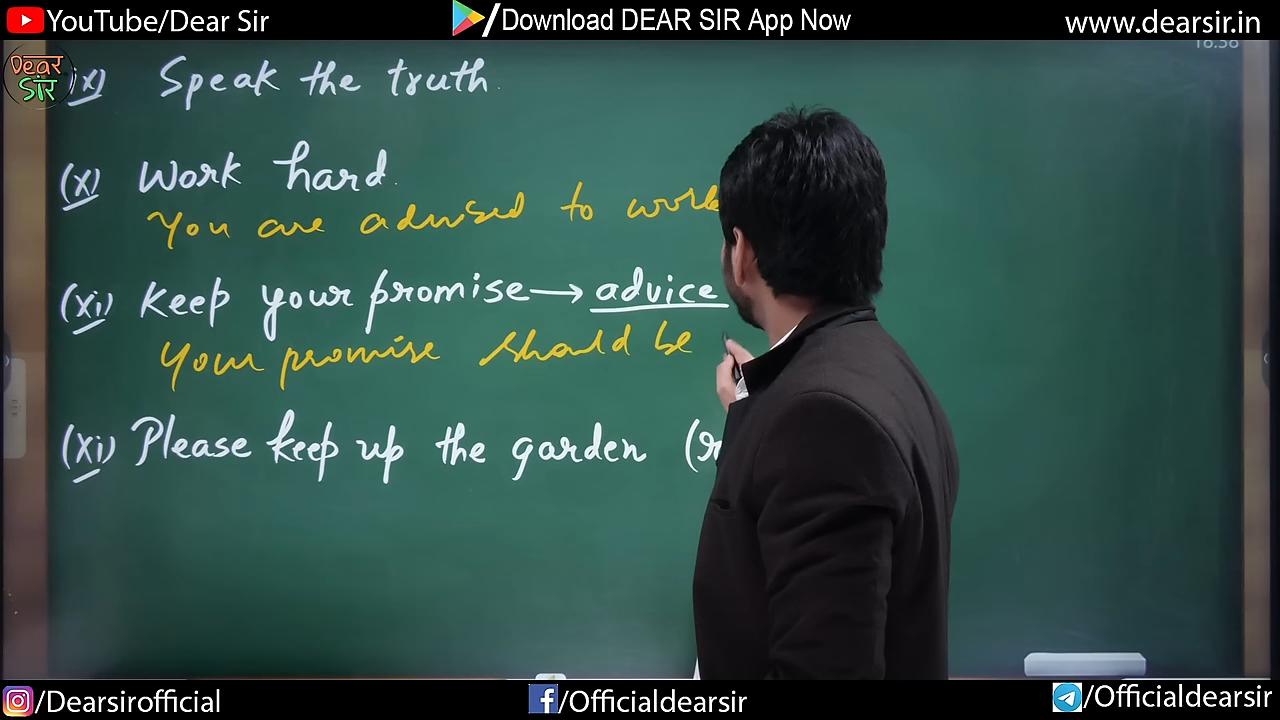 YouTube/Dear Sir
/Download DEAR SIR App Now
www.dearsir.in
16:38
Dear
Sir
(ix) Speak the truth.
(x) Work hard.
You are advised to work
(xi) Keep your promise → advice
Your promise should be
(xi) Please keep up the garden
/Dearsirofficial
/Officialdearsir
/Officialdearsir